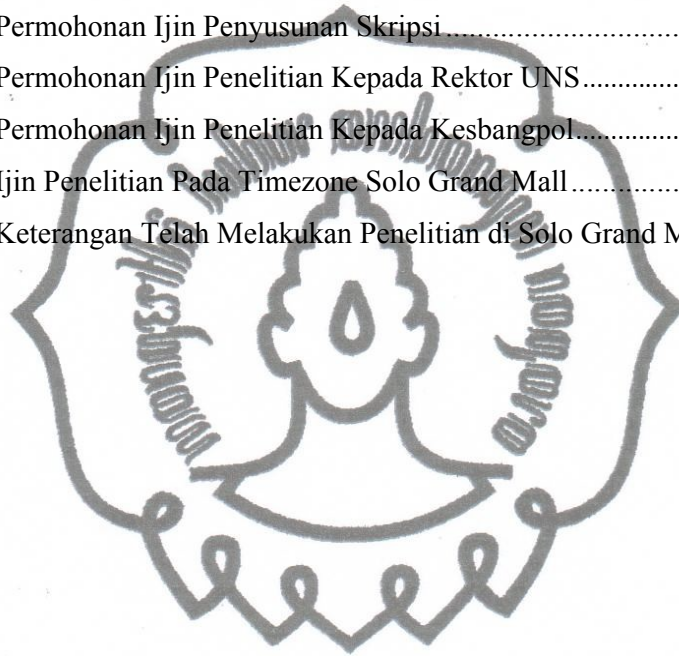 Permohonan Ijin Penyusunan Skripsi..............................
Permohonan Ijin Penelitian Kepada Rektor UNS..............
Permohonan Ijin Penelitian Kepada Kesbangpol...............
Ijin Penelitian Pada Timezone Solo Grand Mall................
Keterangan Telah Melakukan Penelitian di Solo Grand M